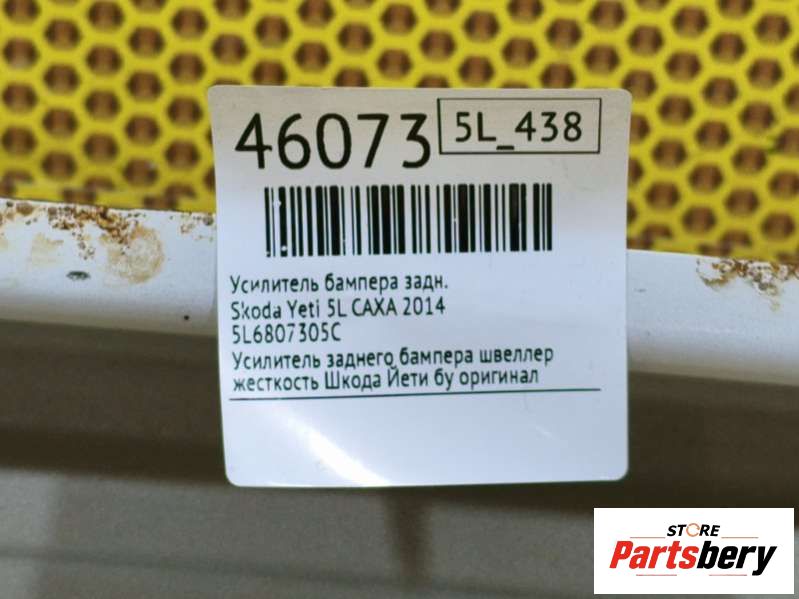 46073
5L_438
Усилитель бампера задн.
Skoda Yeti 5L CAXA 2014
5L6807305C
Усилитель заднего бампера швеллер
жесткость Шкода Йети бу оригинал
STORE
Partsbery